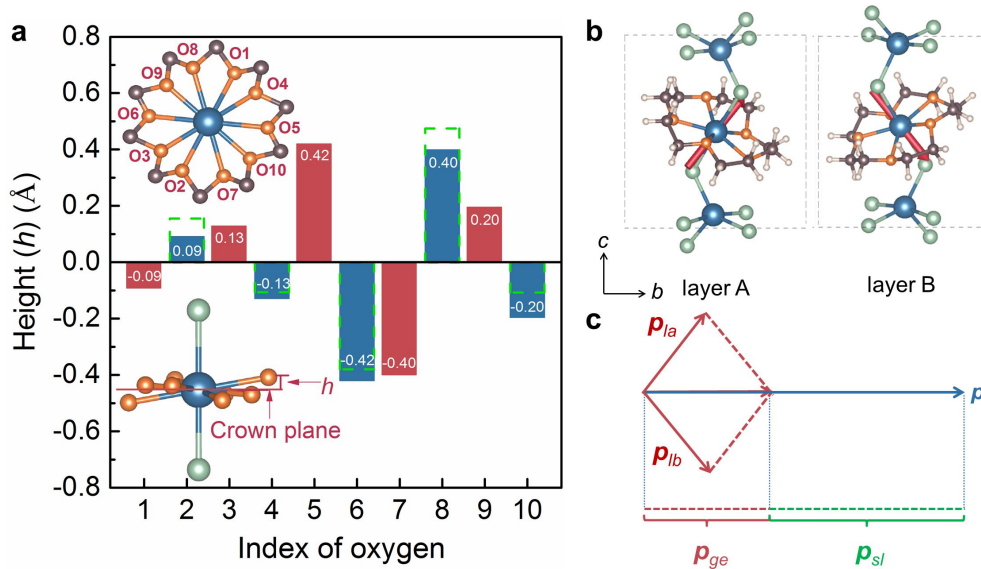 a
0.8
0.6
0.4
0.2
0.0
-0.2
-0.4
-0.6
-0.8
Height (h) (Å)
O8
O1
O9
O4
O6
O5
O3
O10
O2
O7
-0.09
0.09
0.13
-0.13
0.42
-0.42
-0.40
0.40
0.20
-0.20
h
Crown plane
1 2 3 4 5 6 7 8 9 10
Index of oxygen
b
c
b
layer A
layer B
c
p_la
p
p_lb
p_ge
p_sl